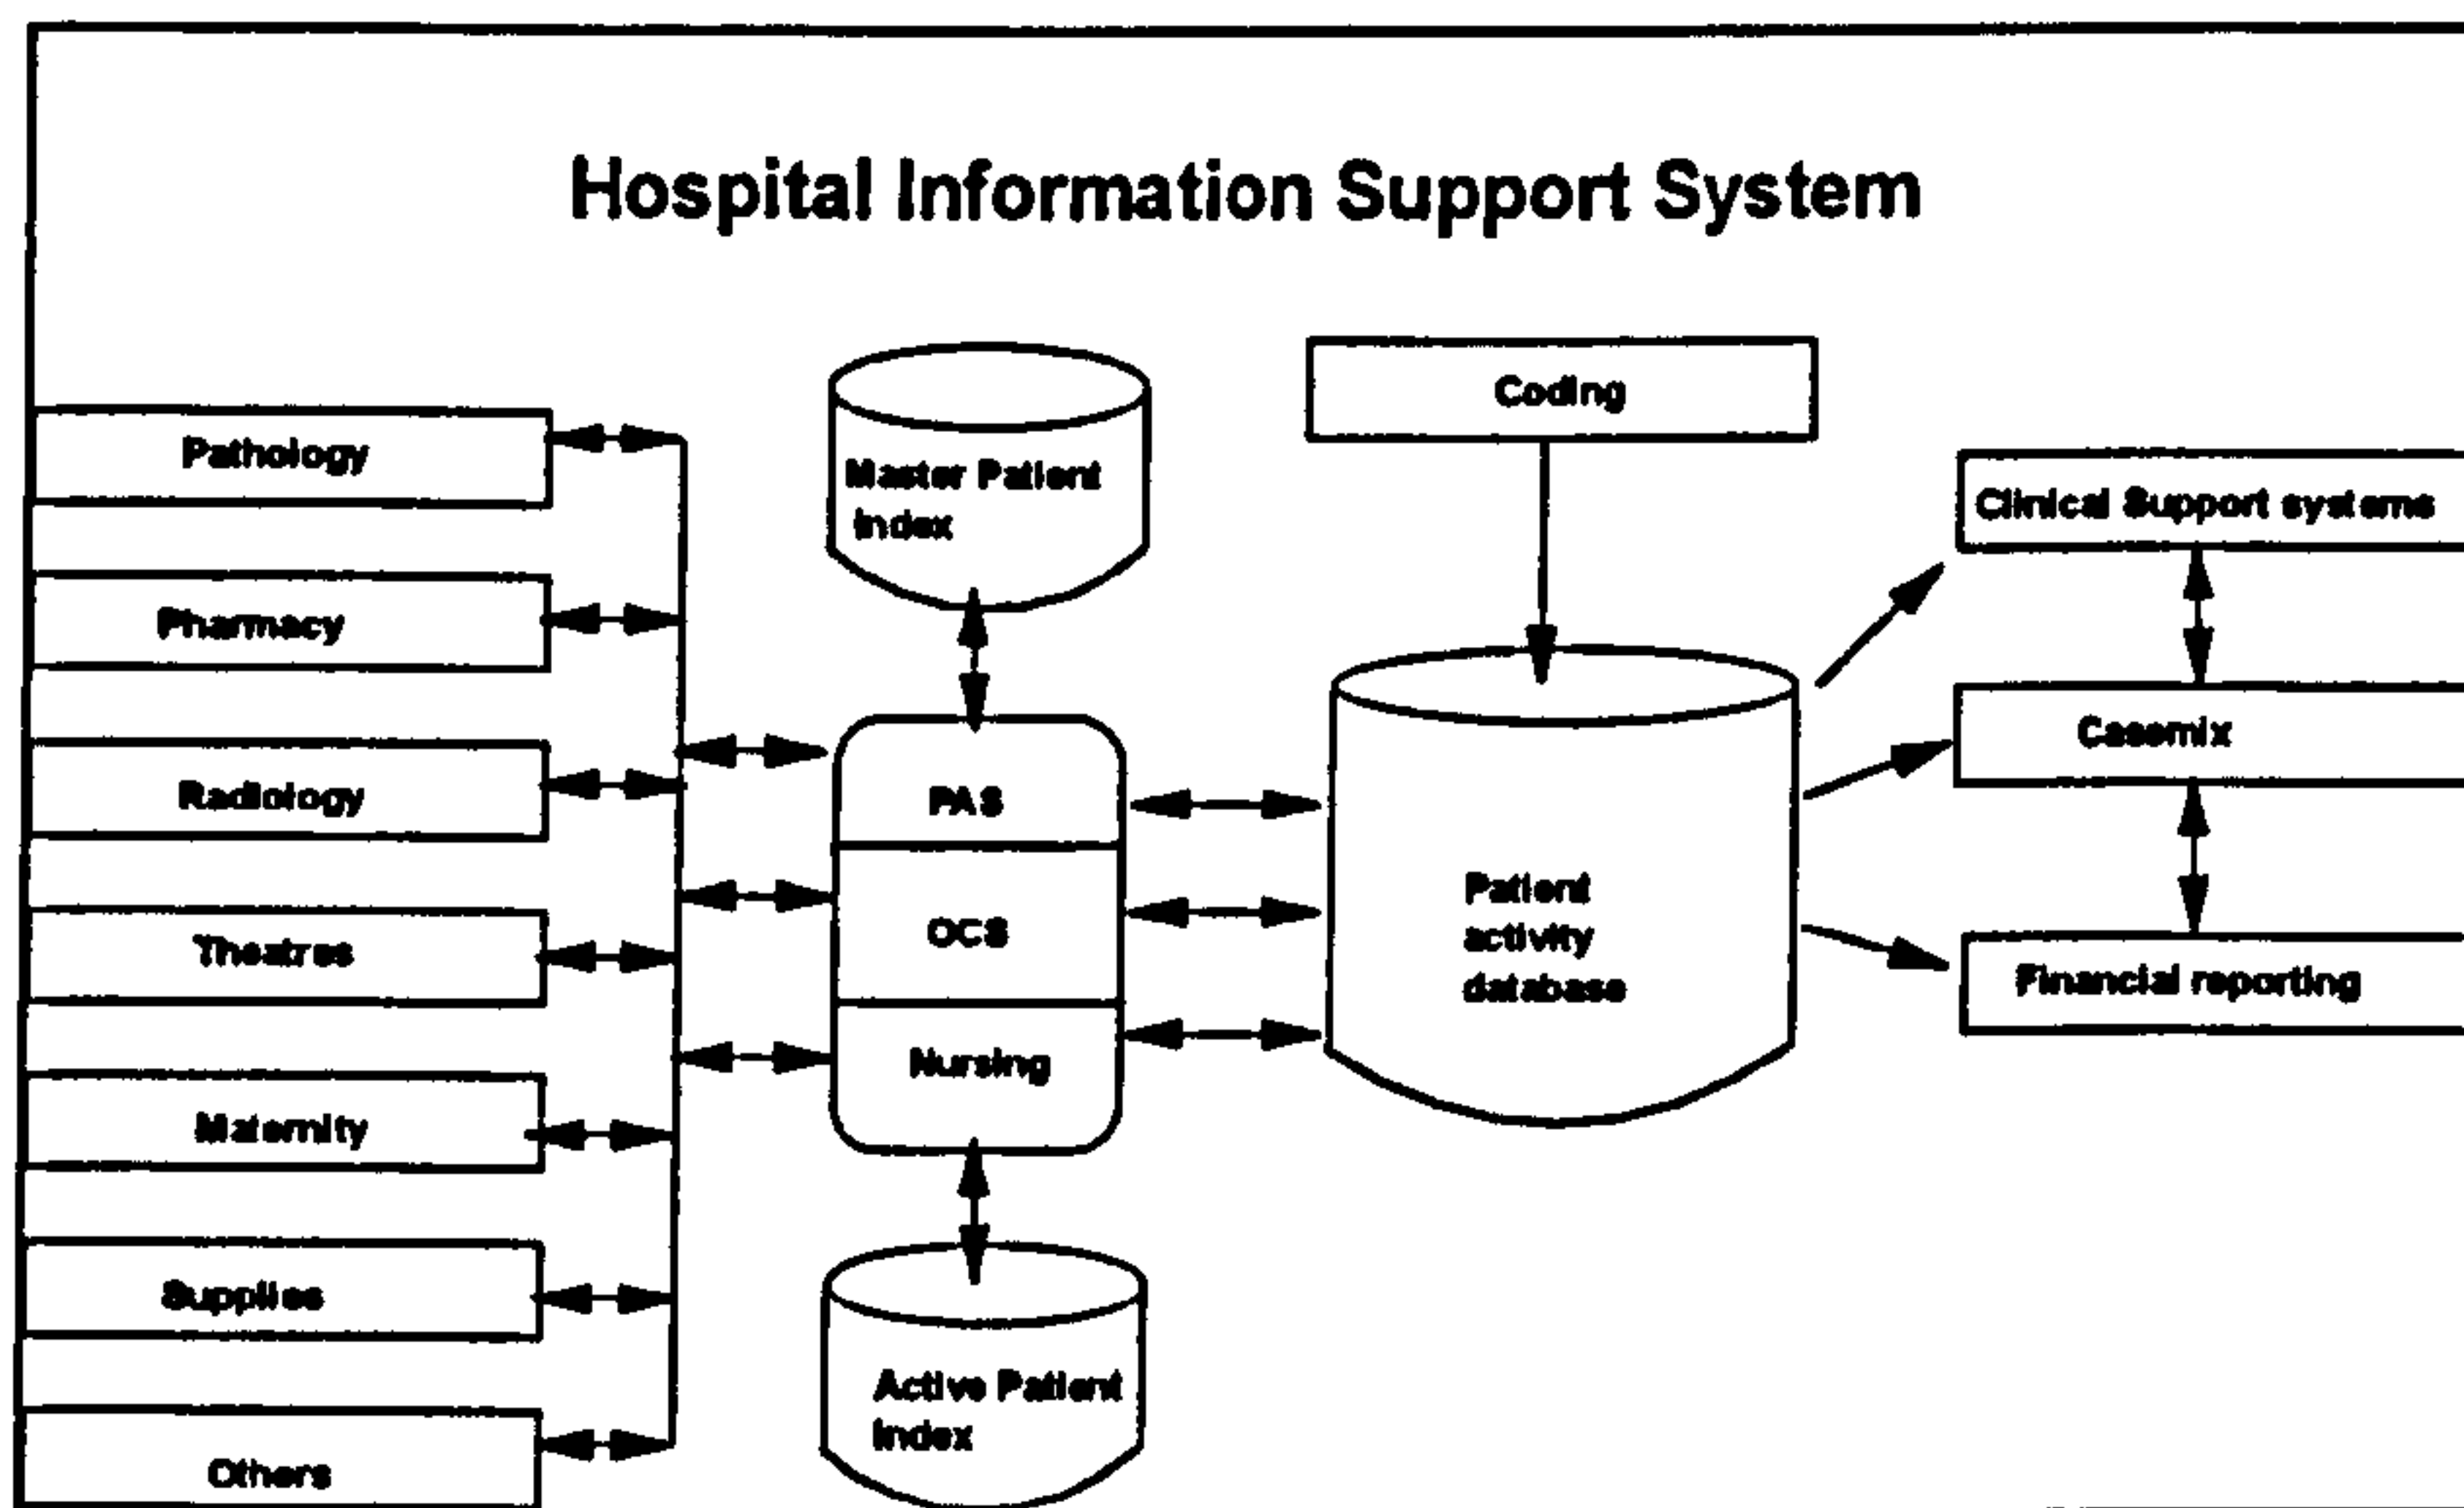 Hospital Information Support System
Pathology
Pharmacy
Radiology
Theatres
Maternity
Supplies
Others
Master Patient
Index
PAS
OCS
Nursing
Active Patient
Index
Coding
Patient
activity
database
Clinical Support systems
Casemix
Financial reporting